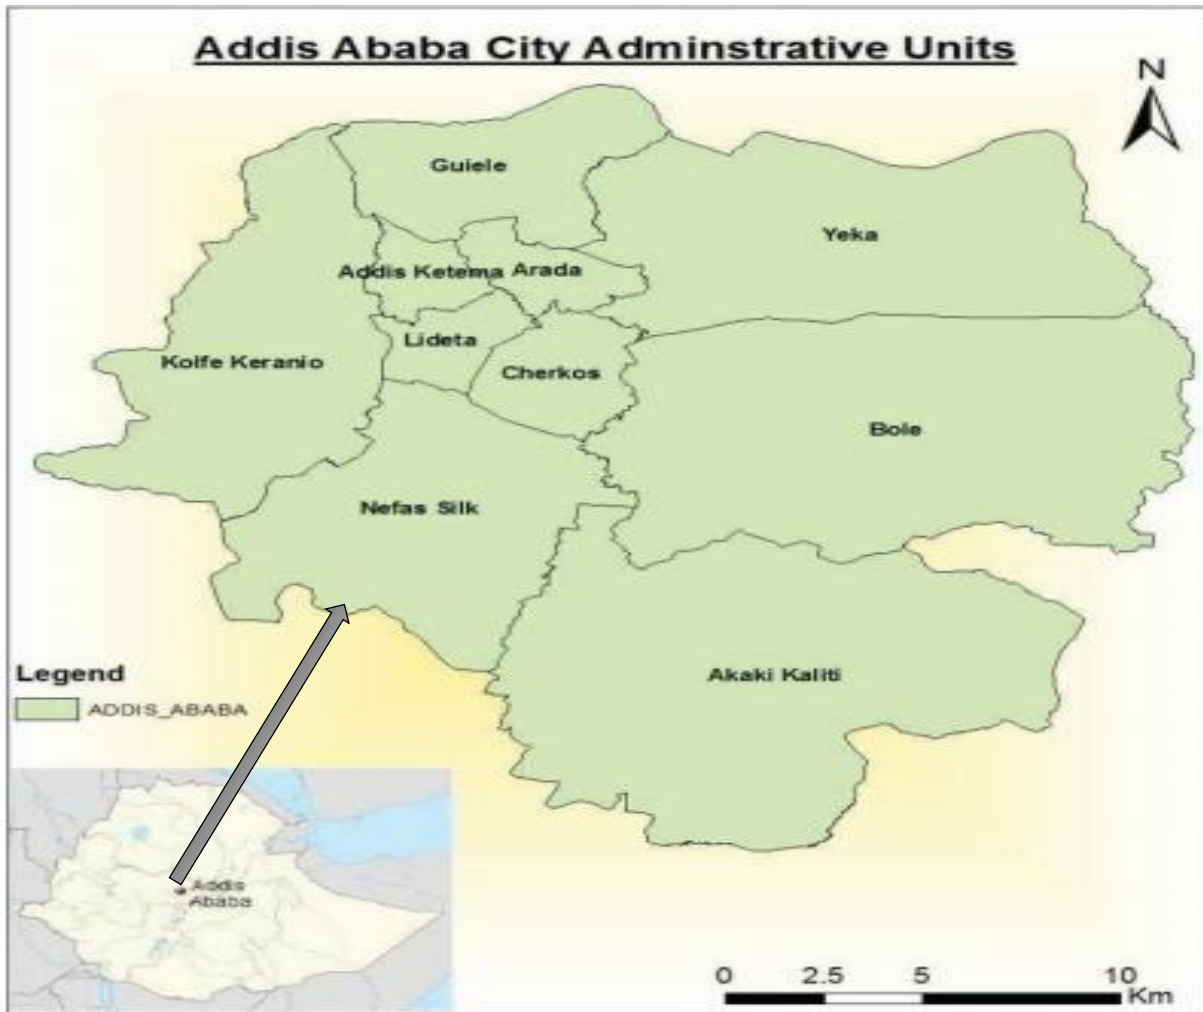 Addis Ababa City Adminstrative Units
N
Guiele
Yeka
Addis Ketema
Arada
Lideta
Kolfe Keranio
Cherkos
Bole
Nefas Silk
Akaki Kaliti
Legend
ADDIS_ABABA
Addis
Ababa
0 2.5 5 10
Km